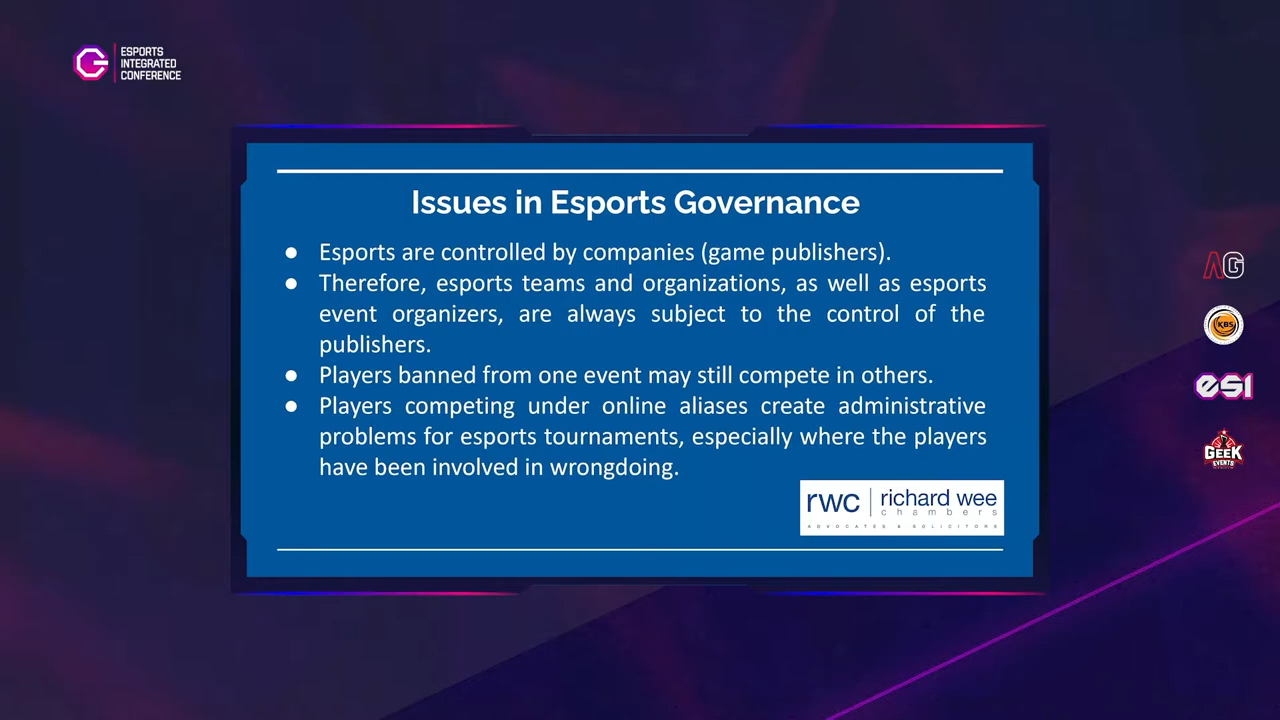 ESPORTS
INTEGRATED
CONFERENCE
Issues in Esports Governance
● Esports are controlled by companies (game publishers).
● Therefore, esports teams and organizations, as well as esports
event organizers, are always subject to the control of the
publishers.
● Players banned from one event may still compete in others.
● Players competing under online aliases create administrative
problems for esports tournaments, especially where the players
have been involved in wrongdoing.
rwc | richard wee
chambers
ADVOCATES & SOLICITORS
AG
KBS
esi
GEEK
EVENTS